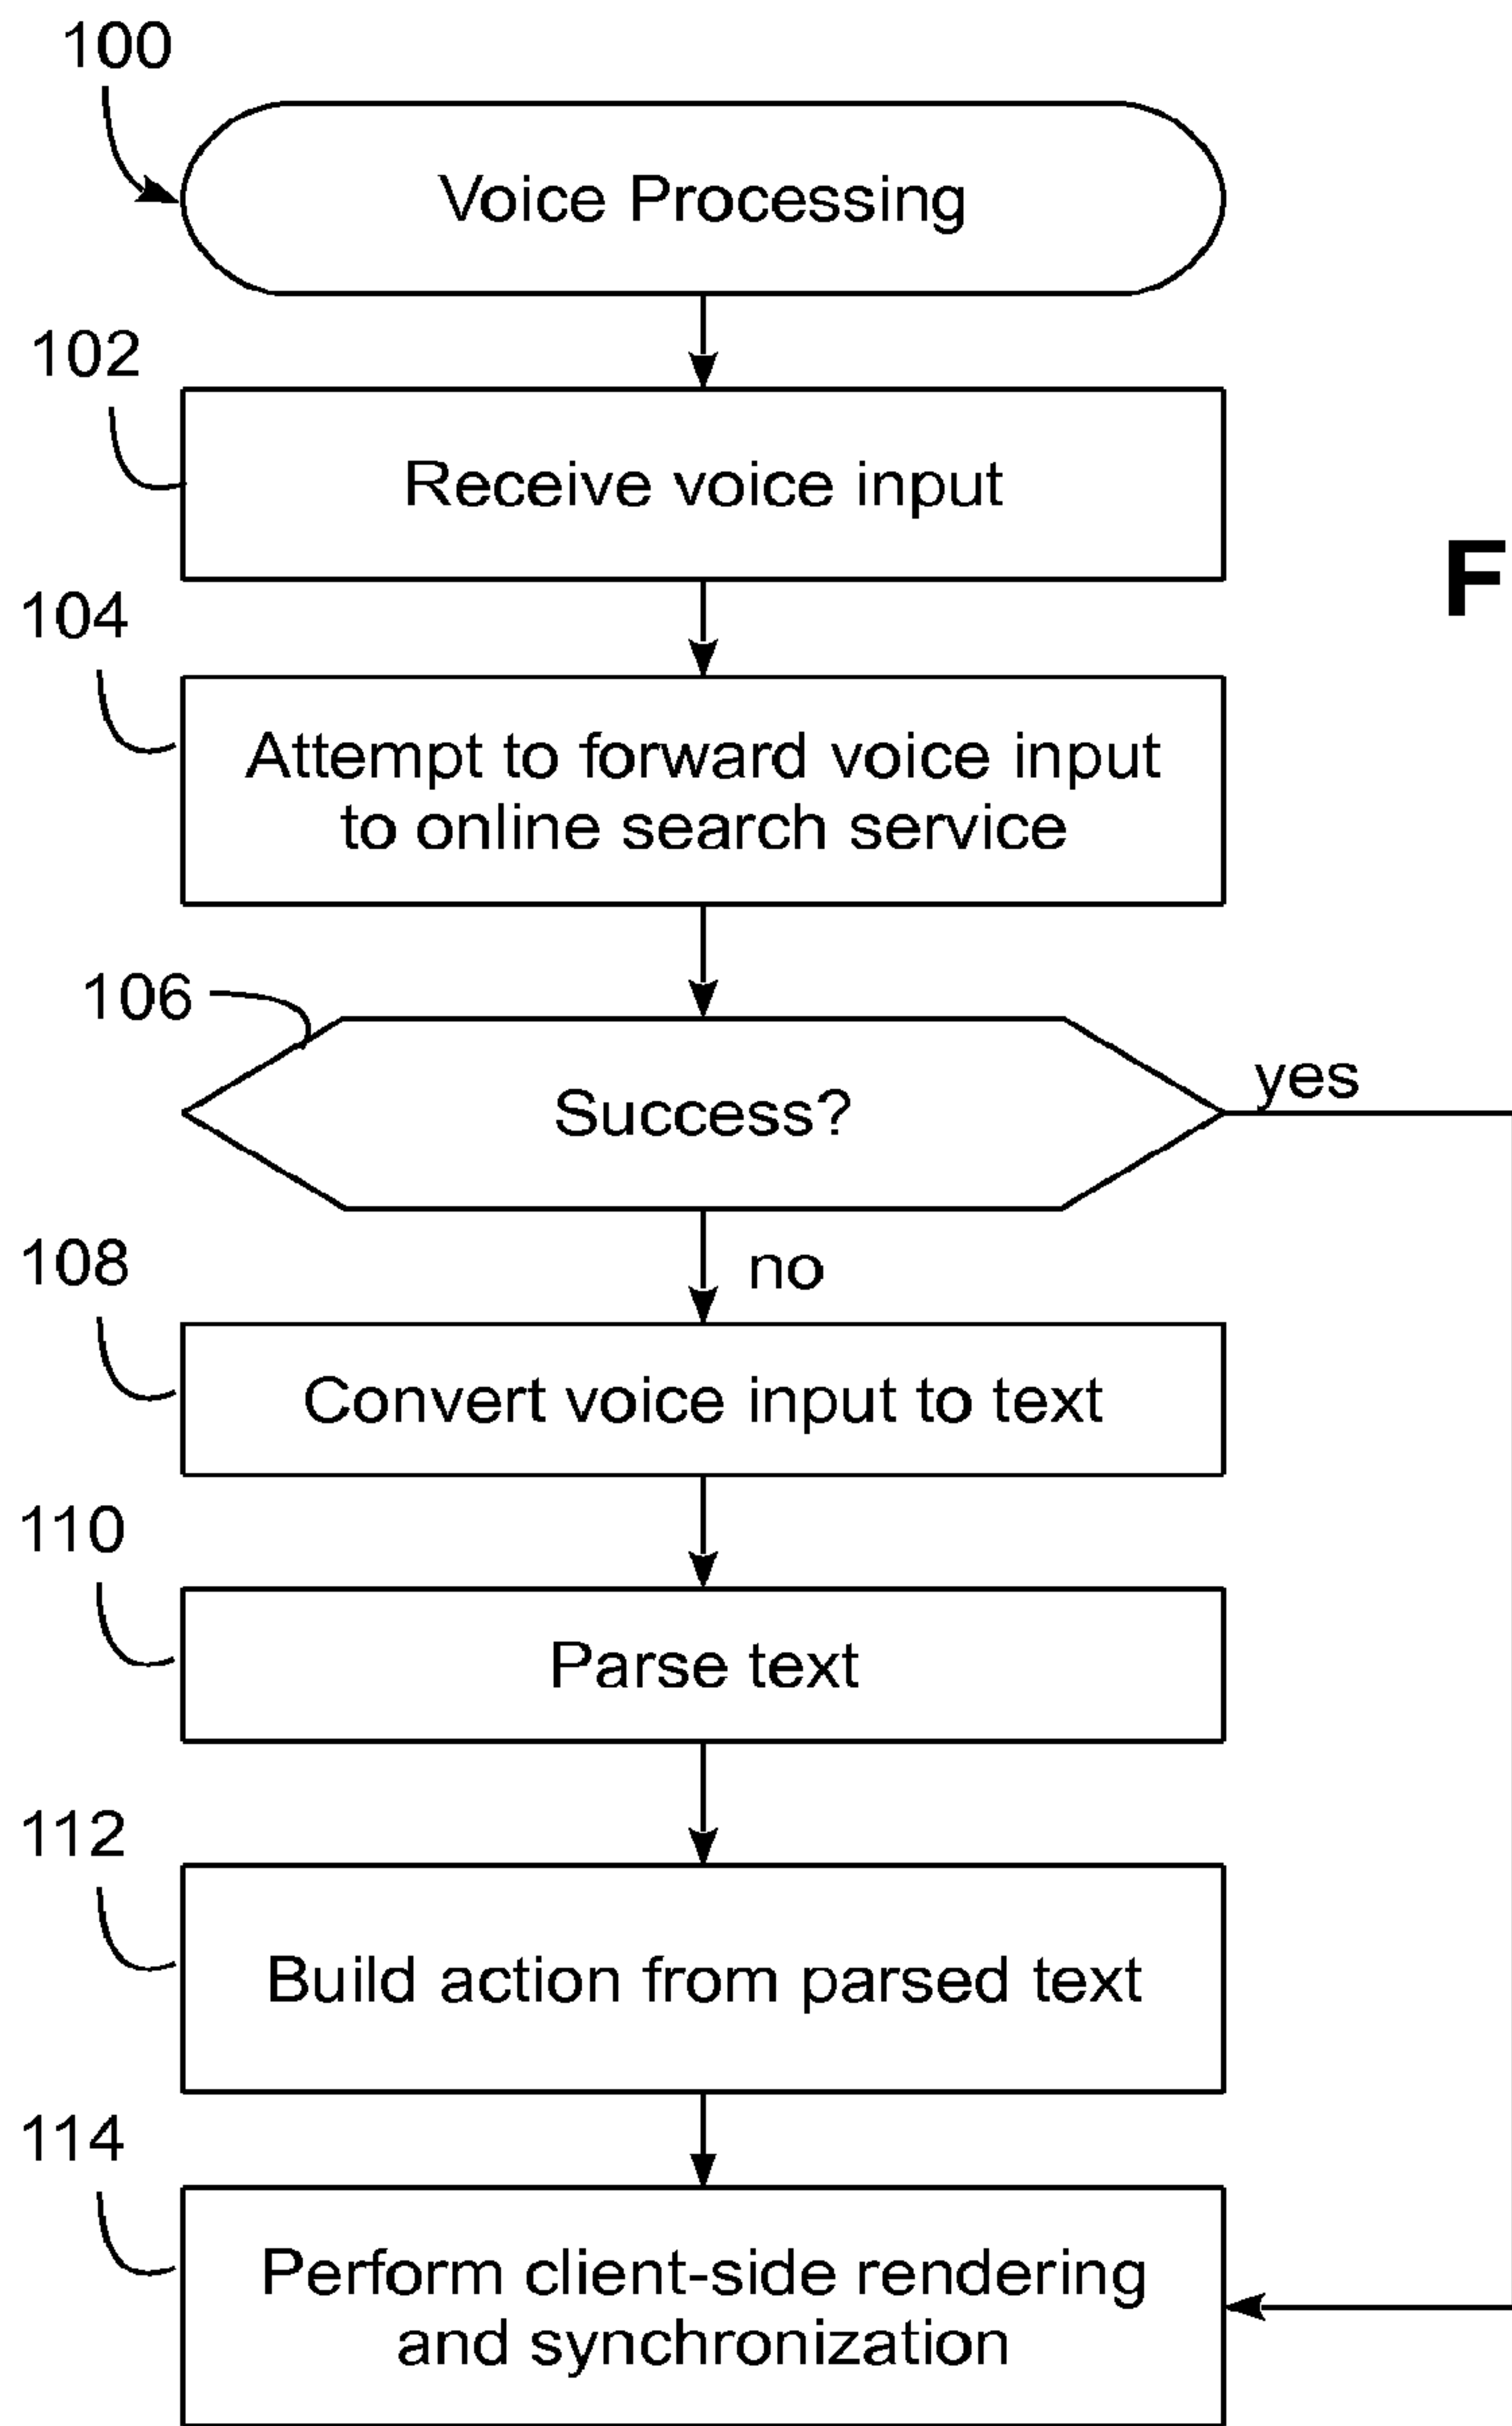 100
Voice Processing
102
Receive voice input
F
104
Attempt to forward voice input
to online search service
106
Success?
yes
no
108
Convert voice input to text
110
Parse text
112
Build action from parsed text
114
Perform client-side rendering
and synchronization